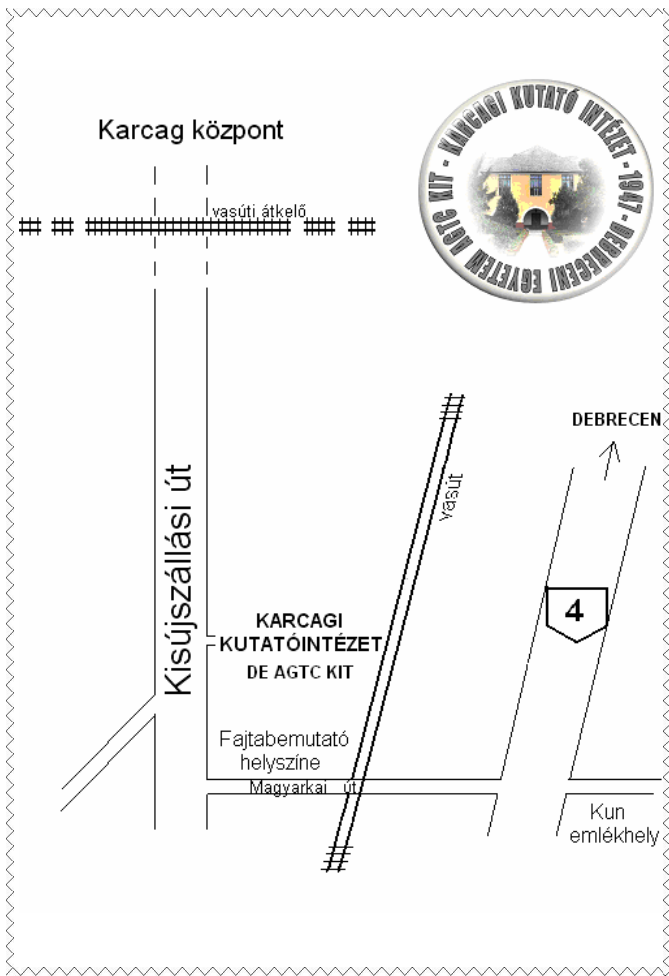 Karcag központ
KARCAGI KUTATÓ INTÉZET - 1947 - DEBRECENI EGYETEM AGTC KIT -
vasúti átkelő
DEBRECEN
vasút
Kisújszállási út
4
KARCAGI
KUTATÓINTÉZET
DE AGTC KIT
Fajtabemutató
helyszíne
Magyarkai út
Kun
emlékhely